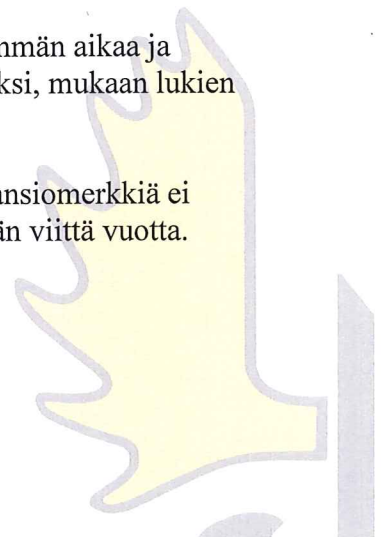 nmän aikaa ja
ksi, mukaan lukien
ansiomerkkiä ei
än viittä vuotta.